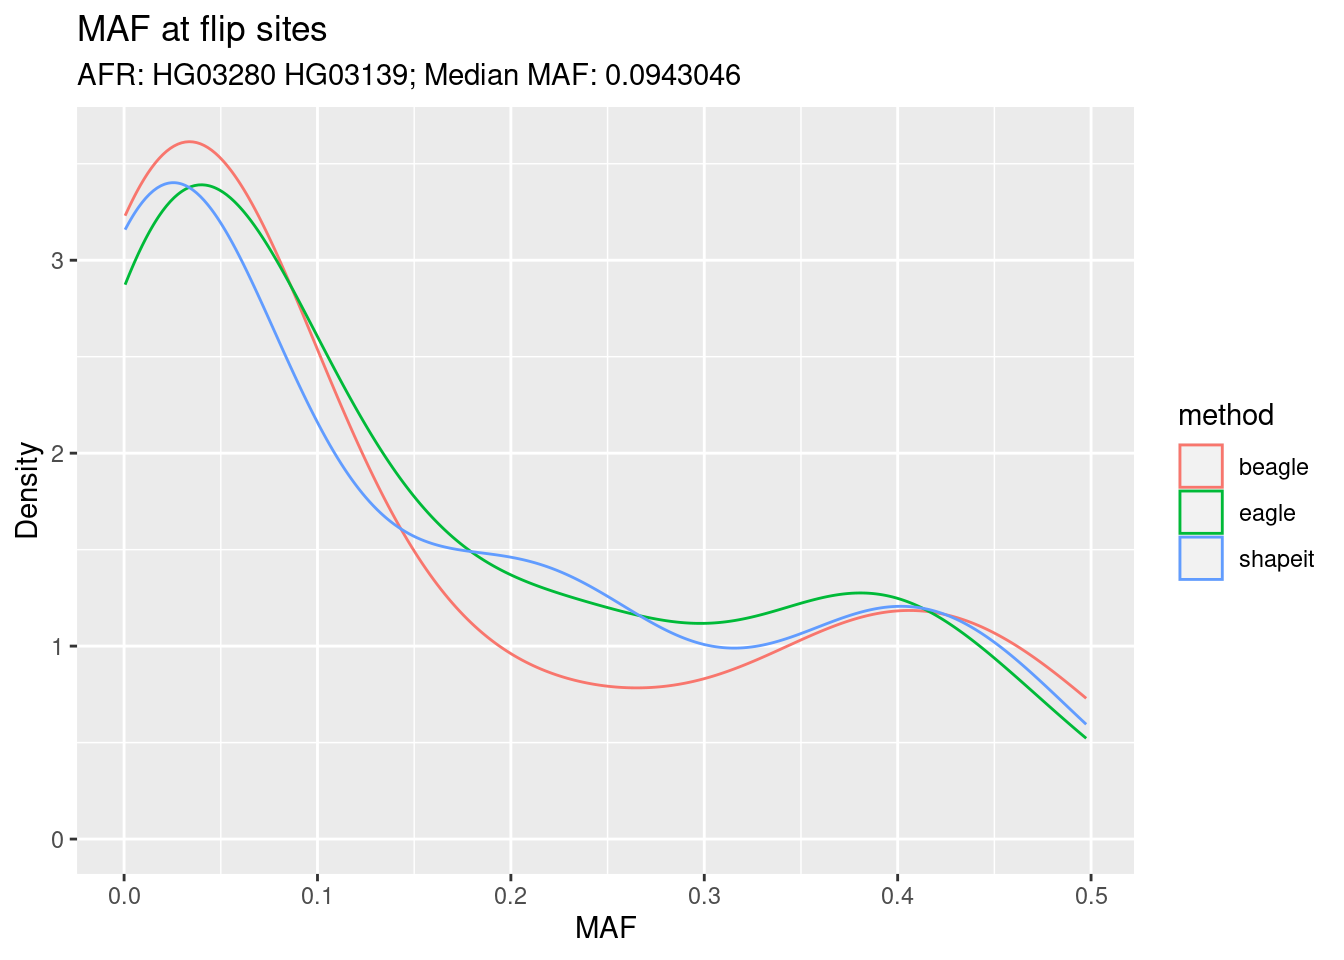 MAF at flip sites
AFR: HG03280 HG03139; Median MAF: 0.0943046
Density
3
2
1
0
0.0 0.1 0.2 0.3 0.4 0.5
MAF
method
beagle
eagle
shapeit